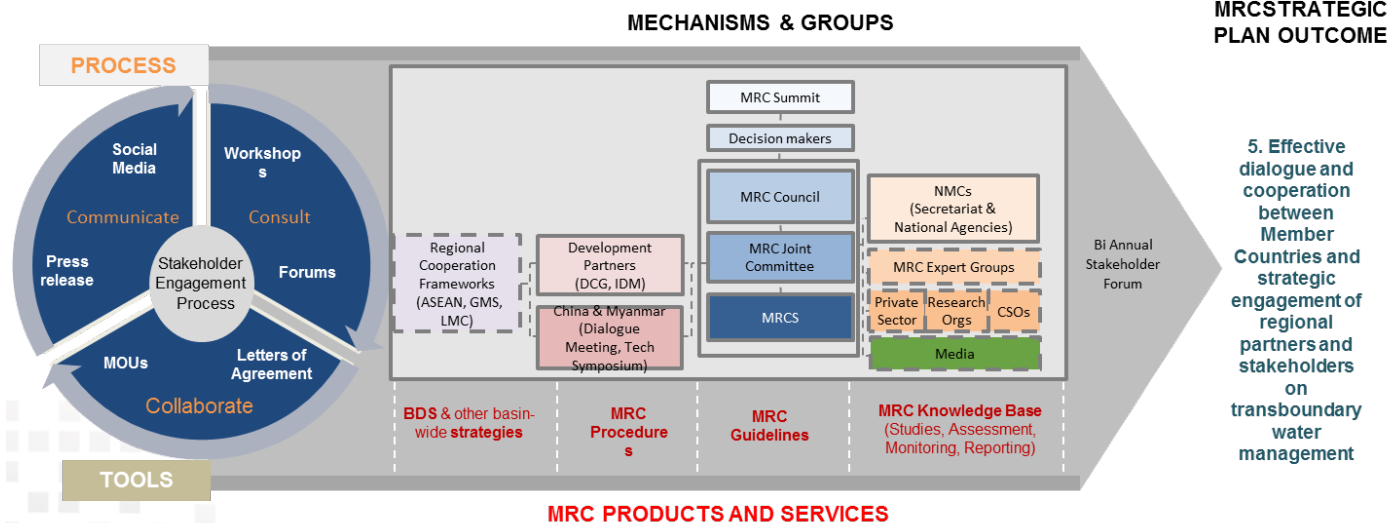 MECHANISMS & GROUPS
MRCSTRATEGIC
PLAN OUTCOME
PROCESS
Social
Media
Workshop
s
Communicate
Consult
Press
release
Stakeholder
Engagement
Process
Forums
MOUs
Letters of
Agreement
Collaborate
TOOLS
MRC Summit
Decision makers
MRC Council
MRC Joint
Committee
MRCS
Regional
Cooperation
Frameworks
(ASEAN, GMS,
LMC)
Development
Partners
(DCG, IDM)
China & Myanmar
(Dialogue
Meeting, Tech
Symposium)
NMCs
(Secretariat &
National Agencies)
MRC Expert Groups
Private
Sector
Research
Orgs
CSOs
Media
BDS & other basin-
wide strategies
MRC
Procedure
s
MRC
Guidelines
MRC Knowledge Base
(Studies, Assessment,
Monitoring, Reporting)
Bi Annual
Stakeholder
Forum
5. Effective
dialogue and
cooperation
between
Member
Countries and
strategic
engagement of
regional
partners and
stakeholders
on
transboundary
water
management
MRC PRODUCTS AND SERVICES